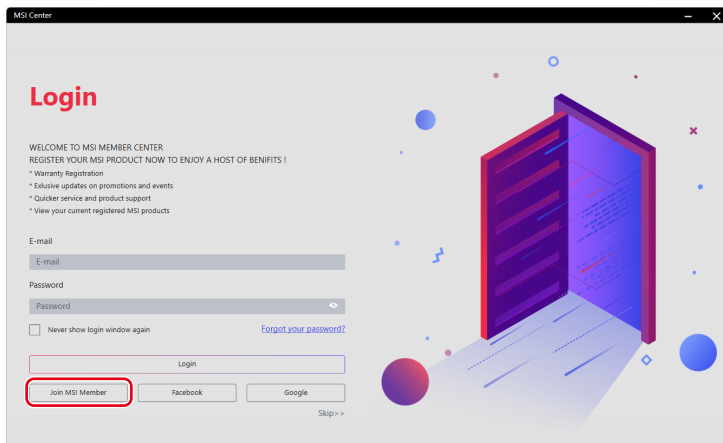 MSI Center
Login
WELCOME TO MSI MEMBER CENTER
REGISTER YOUR MSI PRODUCT NOW TO ENJOY A HOST OF BENIFITS !
* Warranty Registration
* Exlusive updates on promotions and events
* Quicker service and product support
* View your current registered MSI products
E-mail
E-mail
Password
Password
Never show login window again
Forgot your password?
Login
Join MSI Member
Facebook
Google
Skip>>